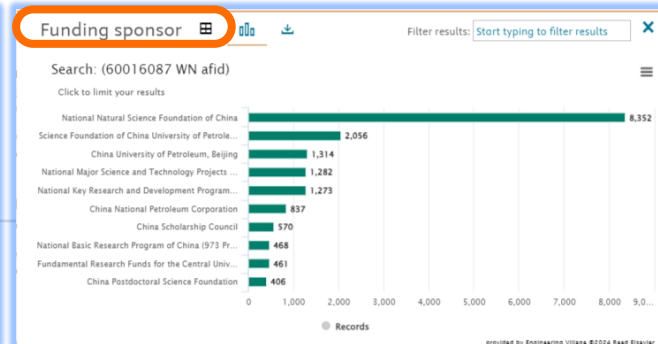 Funding sponsor
Filter results: Start typing to filter results
Search: (60016087 WN afid)
Click to limit your results
National Natural Science Foundation of China 8,352
Science Foundation of China University of Petrole... 2,056
China University of Petroleum, Beijing 1,314
National Major Science and Technology Projects ... 1,282
National Key Research and Development Program... 1,273
China National Petroleum Corporation 837
China Scholarship Council 570
National Basic Research Program of China (973 Pr... 468
Fundamental Research Funds for the Central Univ... 461
China Postdoctoral Science Foundation 406
0 1,000 2,000 3,000 4,000 5,000 6,000 7,000 8,000 9,0...
Records
provided by Engineering Village ©2024 Reed Elsevier